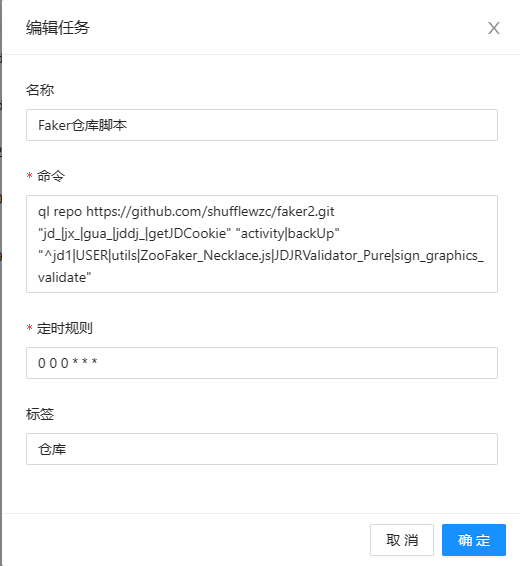 编辑任务
X
名称
Faker仓库脚本
* 命令
ql repo https://github.com/shufflewzc/faker2.git
"jd_|jx_|gua_|jddj_|getJDCookie" "activity|backUp"
"^jd1|USER|utils|ZooFaker_Necklace.js|JDJRValidator_Pure|sign_graphics_
validate"
* 定时规则
0 0 0 * * *
标签
仓库
取 消 确 定